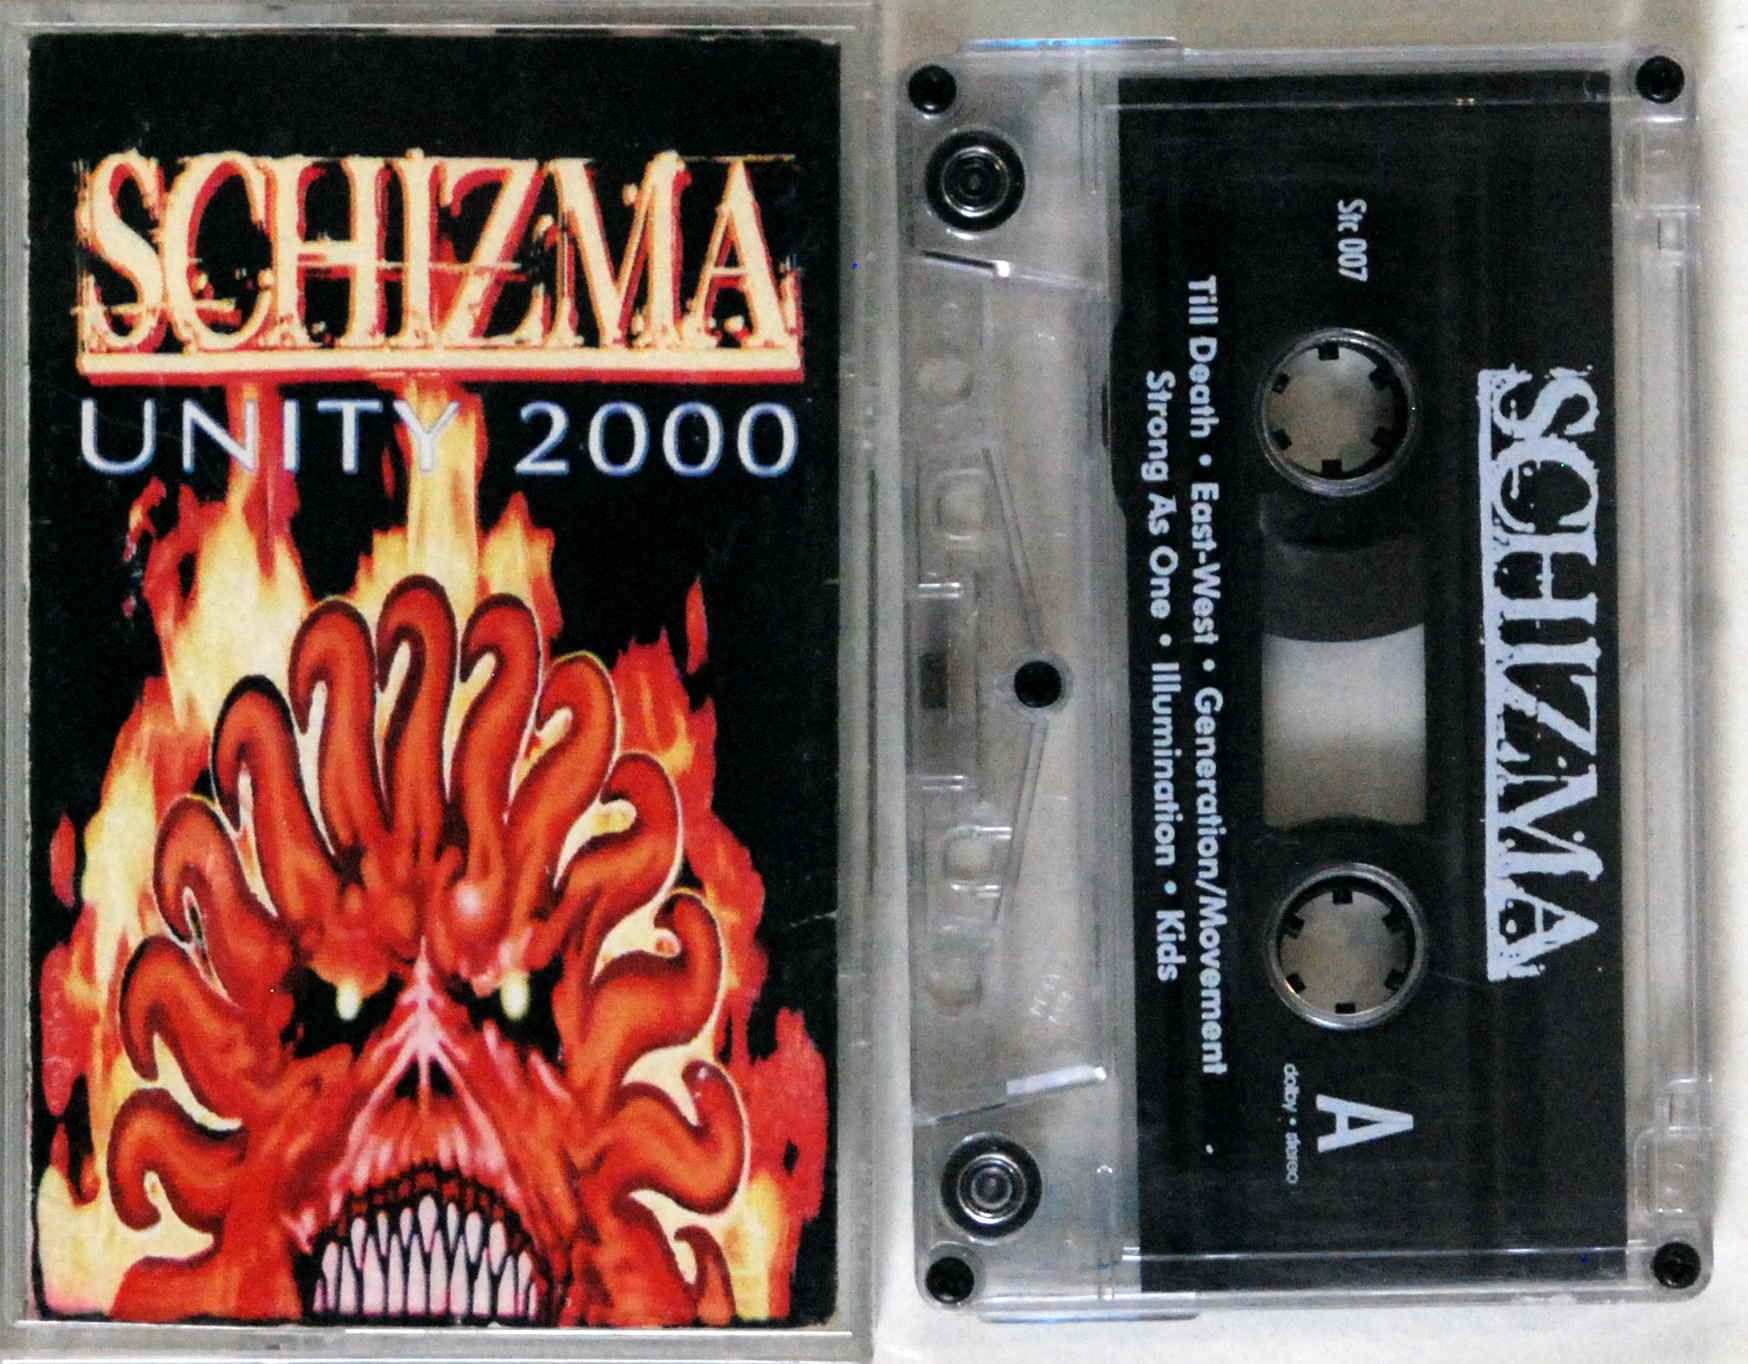 SCHIZMA
UNITY 2000
SCHIZMA
Stc 007
A
dolby • stereo
Till Death • East-West • Generation/Movement
Strong As One • Illumination • Kids